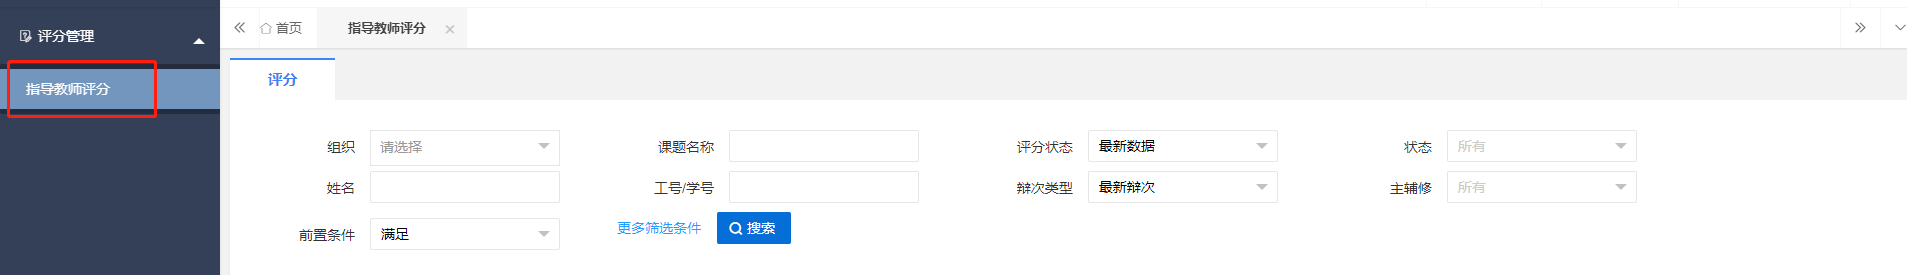 评分管理
指导教师评分
首页
指导教师评分
评分
组织 请选择 课题名称 评分状态 最新数据 状态 所有
姓名 工号/学号 辩次类型 最新辩次 主辅修 所有
前置条件 满足 更多筛选条件 搜索